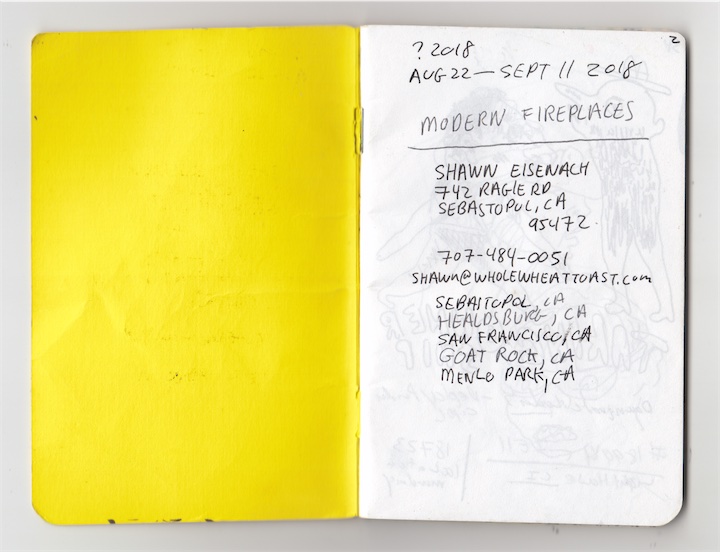 2
? 2018
AUG 22 — SEPT 11 2018
MODERN FIREPLACES
SHAWN EISENACH
742 RAGLE RD
SEBASTOPOL, CA
95472
707-484-0051
SHAWN@WHOLEWHEATTOAST.COM
SEBASTOPOL, CA
HEALDSBURG, CA
SAN FRANCISCO, CA
GOAT ROCK, CA
MENLO PARK, CA